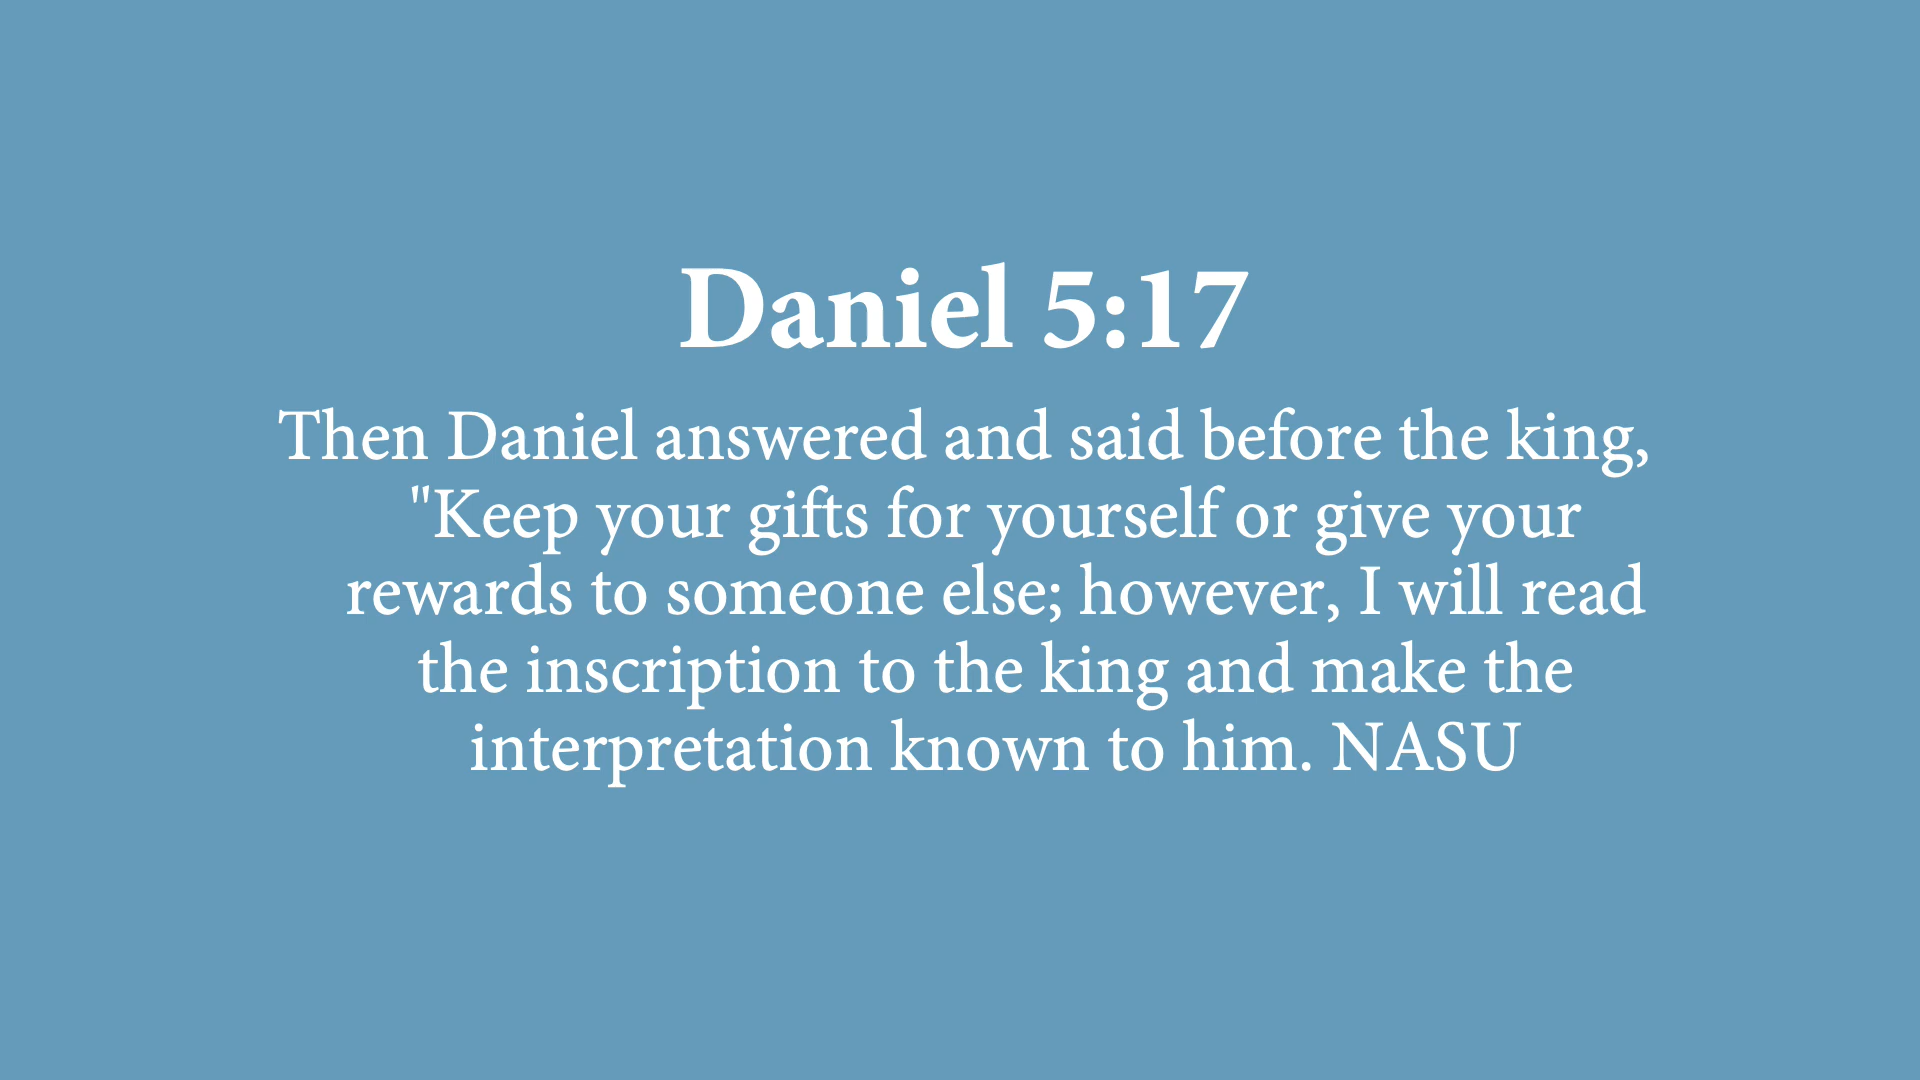 Daniel 5:17
Then Daniel answered and said before the king,
"Keep your gifts for yourself or give your
rewards to someone else; however, I will read
the inscription to the king and make the
interpretation known to him. NASU